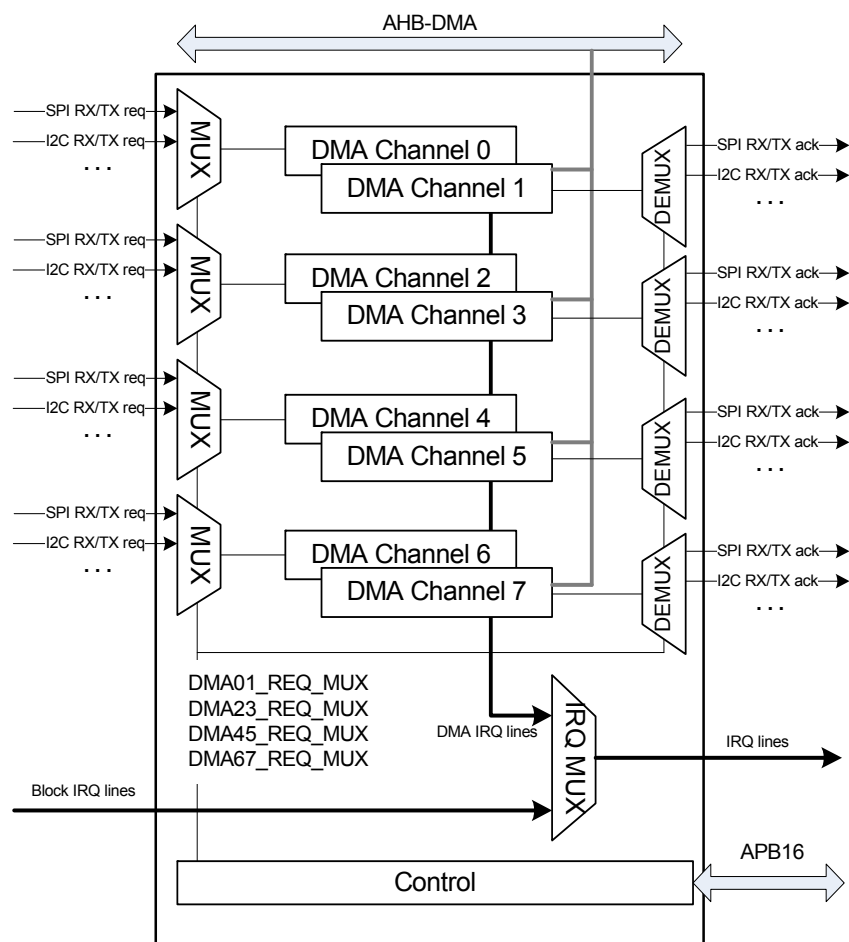 AHB-DMA
SPI RX/TX req
I2C RX/TX req
. . .
MUX
DMA Channel 0
DMA Channel 1
DEMUX
SPI RX/TX ack
I2C RX/TX ack
. . .
SPI RX/TX req
I2C RX/TX req
. . .
MUX
DMA Channel 2
DMA Channel 3
DEMUX
SPI RX/TX ack
I2C RX/TX ack
. . .
SPI RX/TX req
I2C RX/TX req
. . .
MUX
DMA Channel 4
DMA Channel 5
DEMUX
SPI RX/TX ack
I2C RX/TX ack
. . .
SPI RX/TX req
I2C RX/TX req
. . .
MUX
DMA Channel 6
DMA Channel 7
DEMUX
SPI RX/TX ack
I2C RX/TX ack
. . .
DMA01_REQ_MUX
DMA23_REQ_MUX
DMA45_REQ_MUX
DMA67_REQ_MUX
DMA IRQ lines
IRQ MUX
IRQ lines
Block IRQ lines
Control
APB16